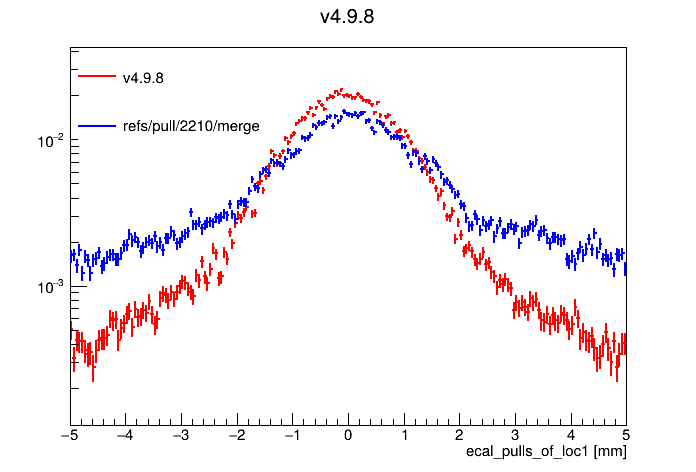 v4.9.8
v4.9.8
refs/pull/2210/merge
10⁻²
10⁻³
−5 −4 −3 −2 −1 0 1 2 3 4 5
ecal_pulls_of_loc1 [mm]